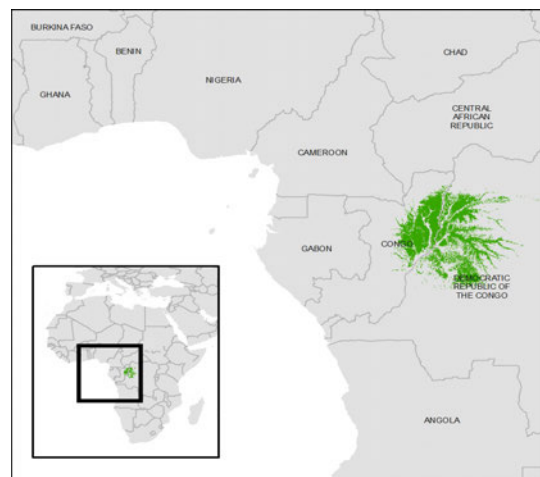 BURKINA FASO
BENIN
GHANA
NIGERIA
CHAD
CENTRAL
AFRICAN
REPUBLIC
CAMEROON
GABON
CONGO
DEMOCRATIC
REPUBLIC OF
THE CONGO
ANGOLA